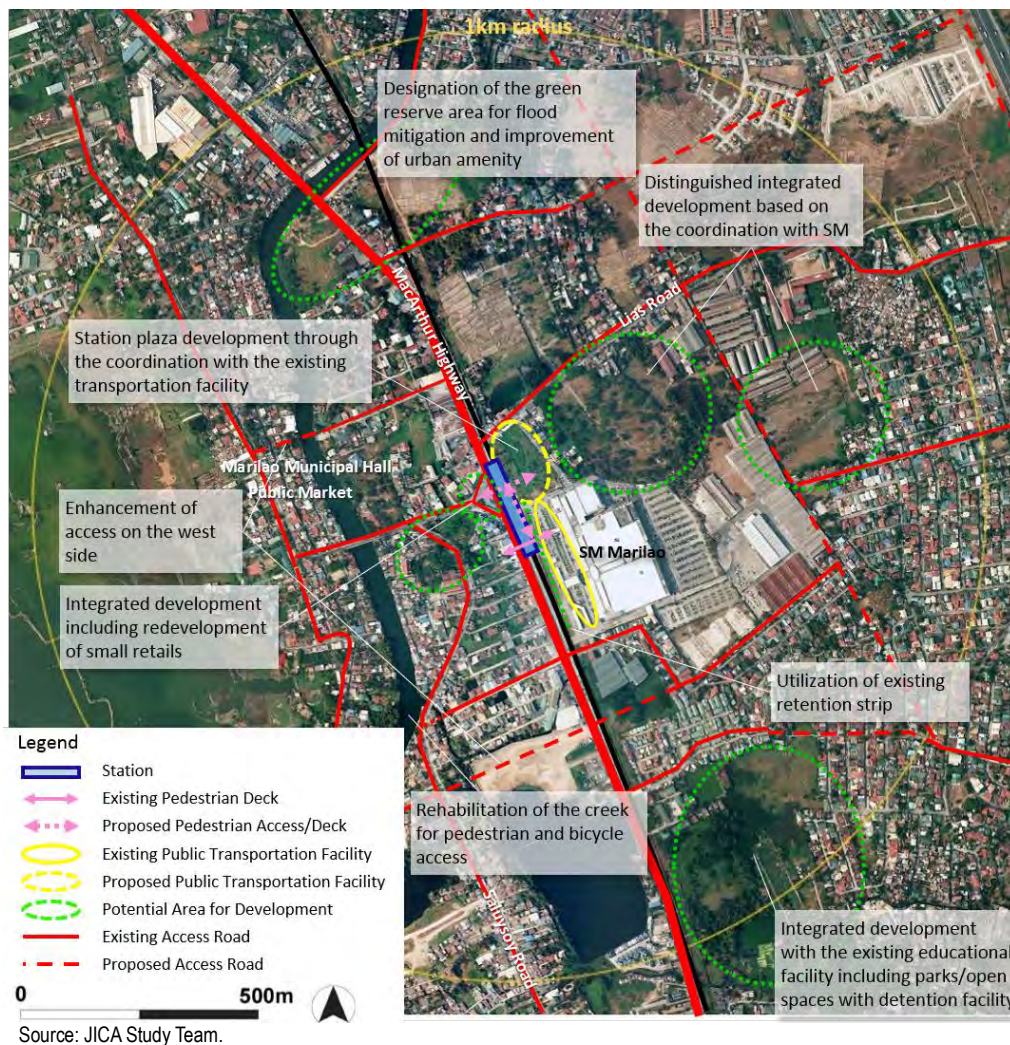 1km radius
Designation of the green
reserve area for flood
mitigation and improvement
of urban amenity
Distinguished integrated
development based on
the coordination with SM
MacArthur Highway
Lias Road
Station plaza development through
the coordination with the existing
transportation facility
Marilao Municipal Hall
Public Market
Enhancement of
access on the west
side
SM Marilao
Integrated development
including redevelopment
of small retails
Utilization of existing
retention strip
Rehabilitation of the creek
for pedestrian and bicycle
access
Saluysoy Road
Integrated development
with the existing educational
facility including parks/open
spaces with detention facility
Legend
Station
Existing Pedestrian Deck
Proposed Pedestrian Access/Deck
Existing Public Transportation Facility
Proposed Public Transportation Facility
Potential Area for Development
Existing Access Road
Proposed Access Road
0 500m
Source: JICA Study Team.